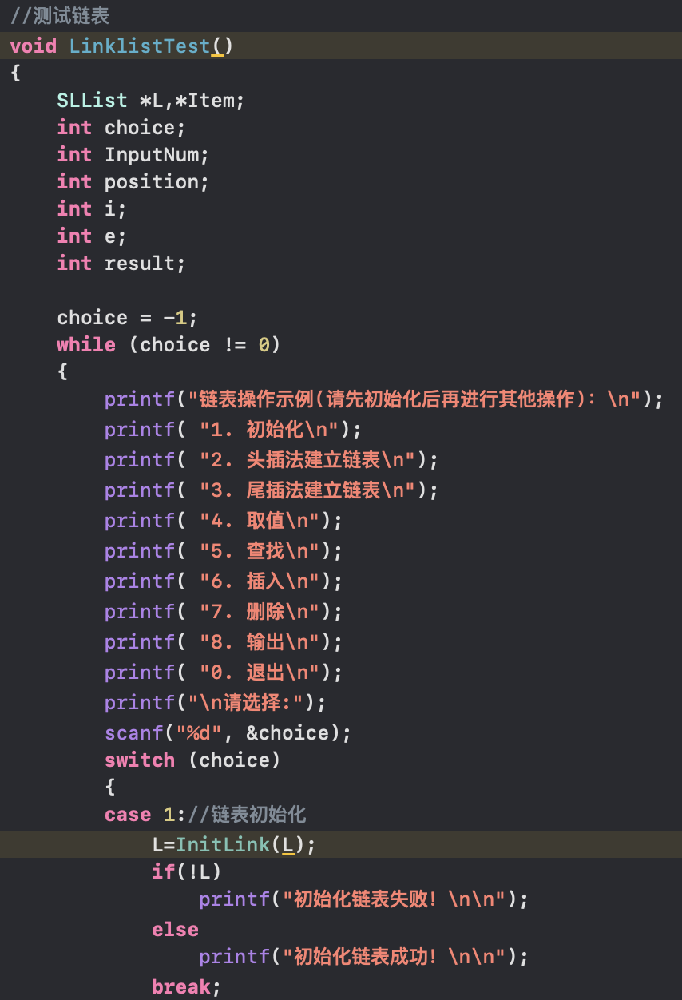 //测试链表
void LinklistTest()
{
    SLList *L,*Item;
    int choice;
    int InputNum;
    int position;
    int i;
    int e;
    int result;

    choice = -1;
    while (choice != 0)
    {
        printf("链表操作示例(请先初始化后再进行其他操作)：\n");
        printf( "1. 初始化\n");
        printf( "2. 头插法建立链表\n");
        printf( "3. 尾插法建立链表\n");
        printf( "4. 取值\n");
        printf( "5. 查找\n");
        printf( "6. 插入\n");
        printf( "7. 删除\n");
        printf( "8. 输出\n");
        printf( "0. 退出\n");
        printf("\n请选择:");
        scanf("%d", &choice);
        switch (choice)
        {
        case 1://链表初始化
            L=InitLink(L);
            if(!L)
                printf("初始化链表失败！\n\n");
            else
                printf("初始化链表成功！\n\n");
            break;